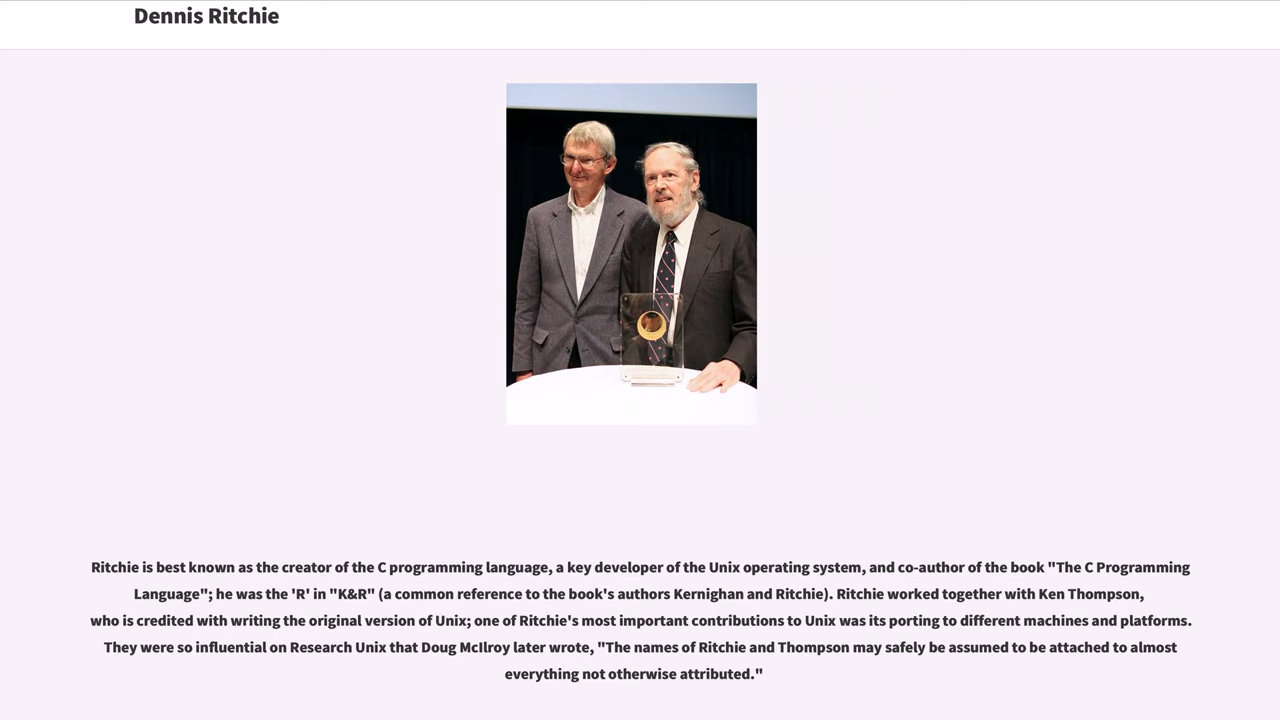 Dennis Ritchie
Ritchie is best known as the creator of the C programming language, a key developer of the Unix operating system, and co-author of the book "The C Programming
Language"; he was the 'R' in "K&R" (a common reference to the book's authors Kernighan and Ritchie). Ritchie worked together with Ken Thompson,
who is credited with writing the original version of Unix; one of Ritchie's most important contributions to Unix was its porting to different machines and platforms.
They were so influential on Research Unix that Doug McIlroy later wrote, "The names of Ritchie and Thompson may safely be assumed to be attached to almost
everything not otherwise attributed."